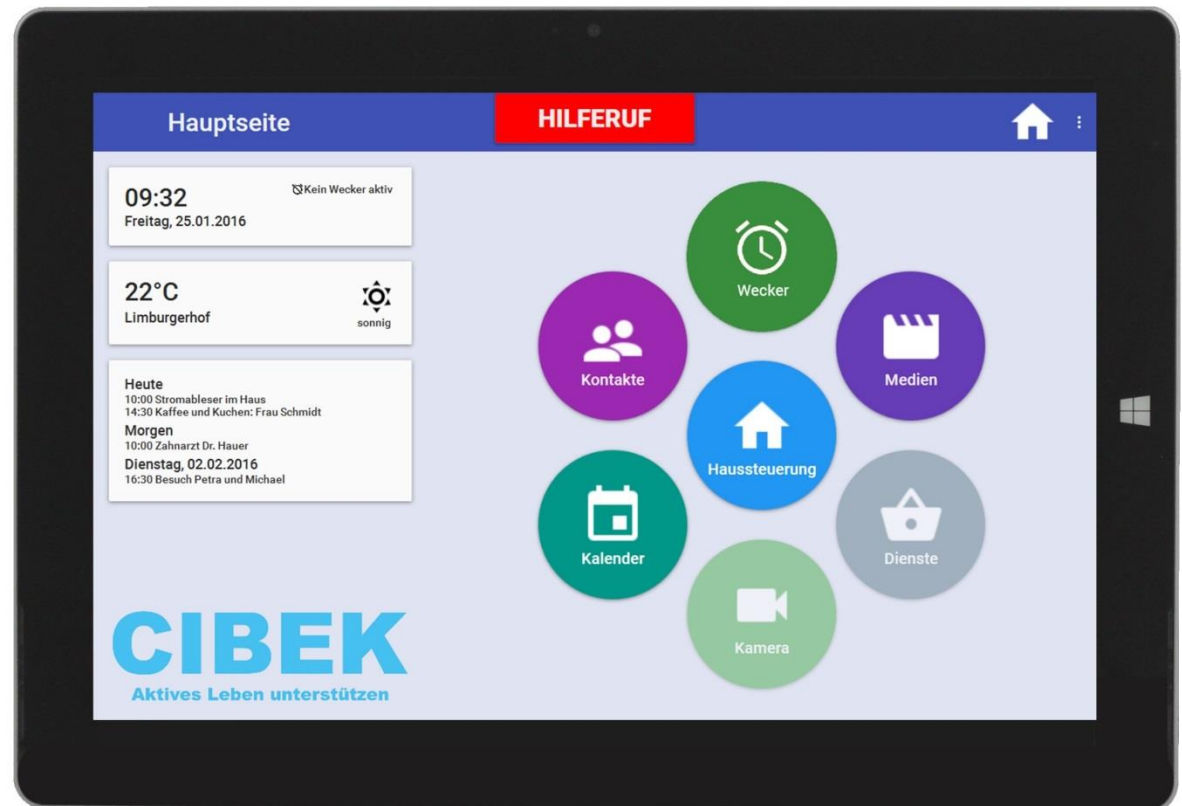 Hauptseite
HILFERUF
09:32
Kein Wecker aktiv
Freitag, 25.01.2016
22°C
Limburgerhof
sonnig
Heute
10:00 Stromableser im Haus
14:30 Kaffee und Kuchen: Frau Schmidt
Morgen
10:00 Zahnarzt Dr. Hauer
Dienstag, 02.02.2016
16:30 Besuch Petra und Michael
Wecker
Kontakte
Medien
Haussteuerung
Kalender
Dienste
Kamera
CIBEK
Aktives Leben unterstützen